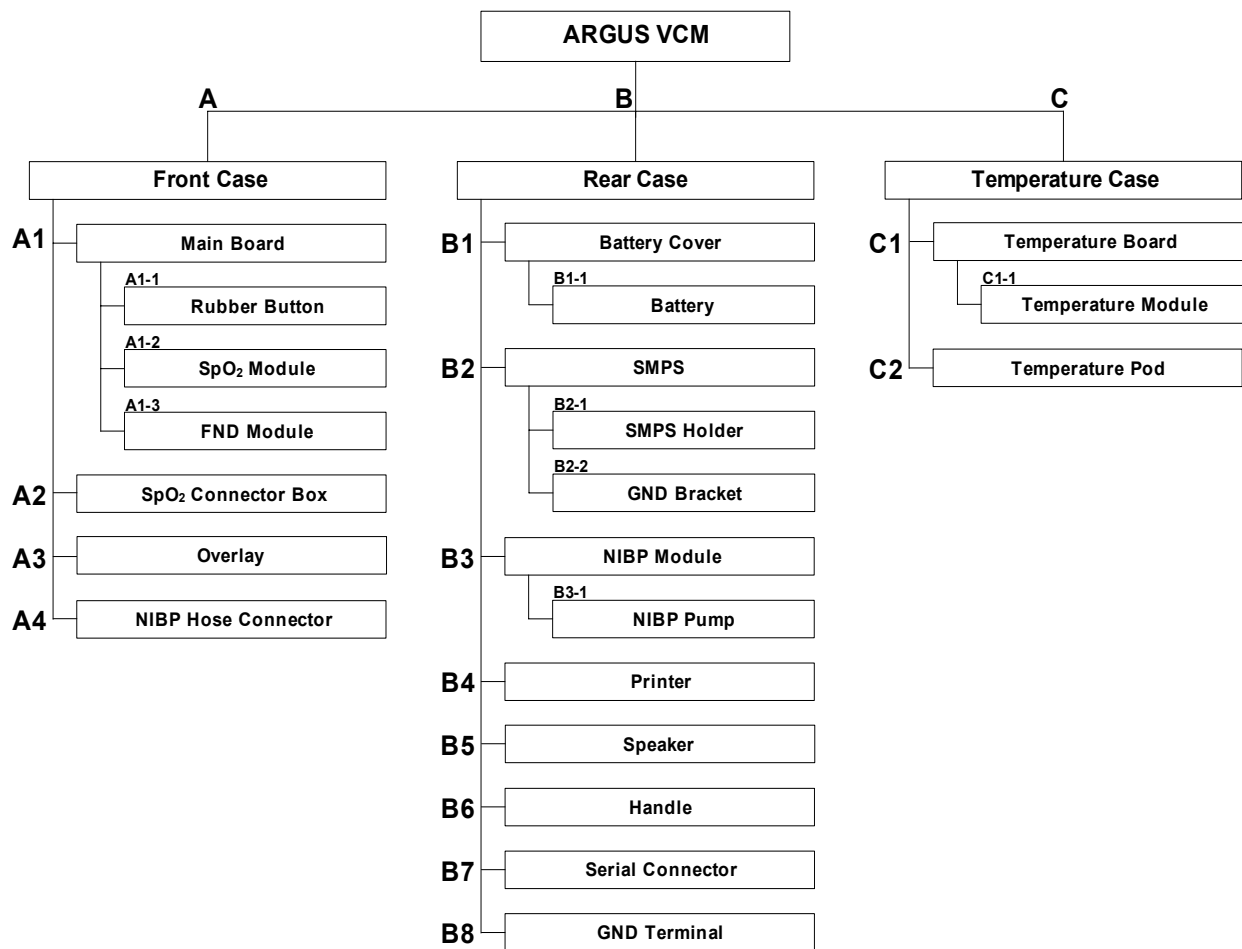 ARGUS VCM
A
B
C
Front Case
A1
Main Board
A1-1
Rubber Button
A1-2
SpO₂ Module
A1-3
FND Module
A2
SpO₂ Connector Box
A3
Overlay
A4
NIBP Hose Connector
Rear Case
B1
Battery Cover
B1-1
Battery
B2
SMPS
B2-1
SMPS Holder
B2-2
GND Bracket
B3
NIBP Module
B3-1
NIBP Pump
B4
Printer
B5
Speaker
B6
Handle
B7
Serial Connector
B8
GND Terminal
Temperature Case
C1
Temperature Board
C1-1
Temperature Module
C2
Temperature Pod